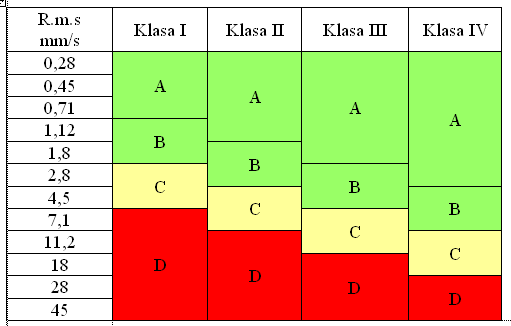 R.m.s mm/s Klasa I Klasa II Klasa III Klasa IV
0,28
0,45 A A A A
0,71
1,12 B
1,8
2,8 C B B
4,5 C B
7,1 D C
11,2 D C
18 D
28 D
45